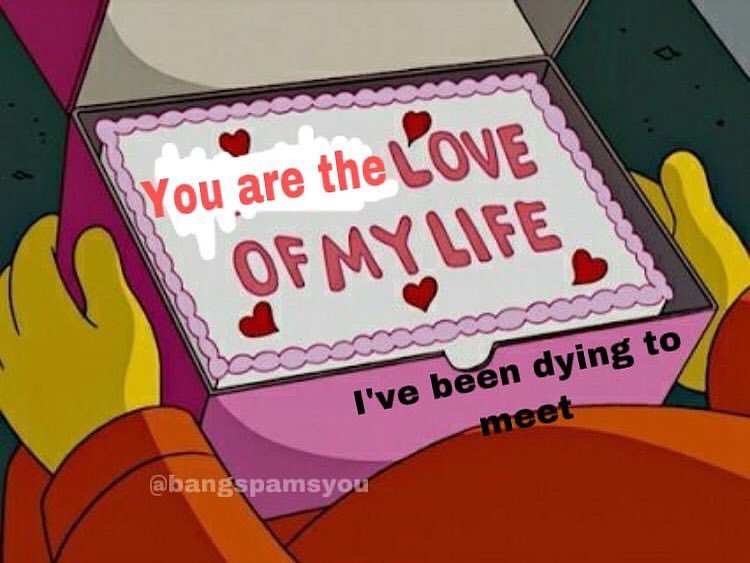 You are the LOVE
OF MY LIFE
I've been dying to
meet
@bangspamsyou